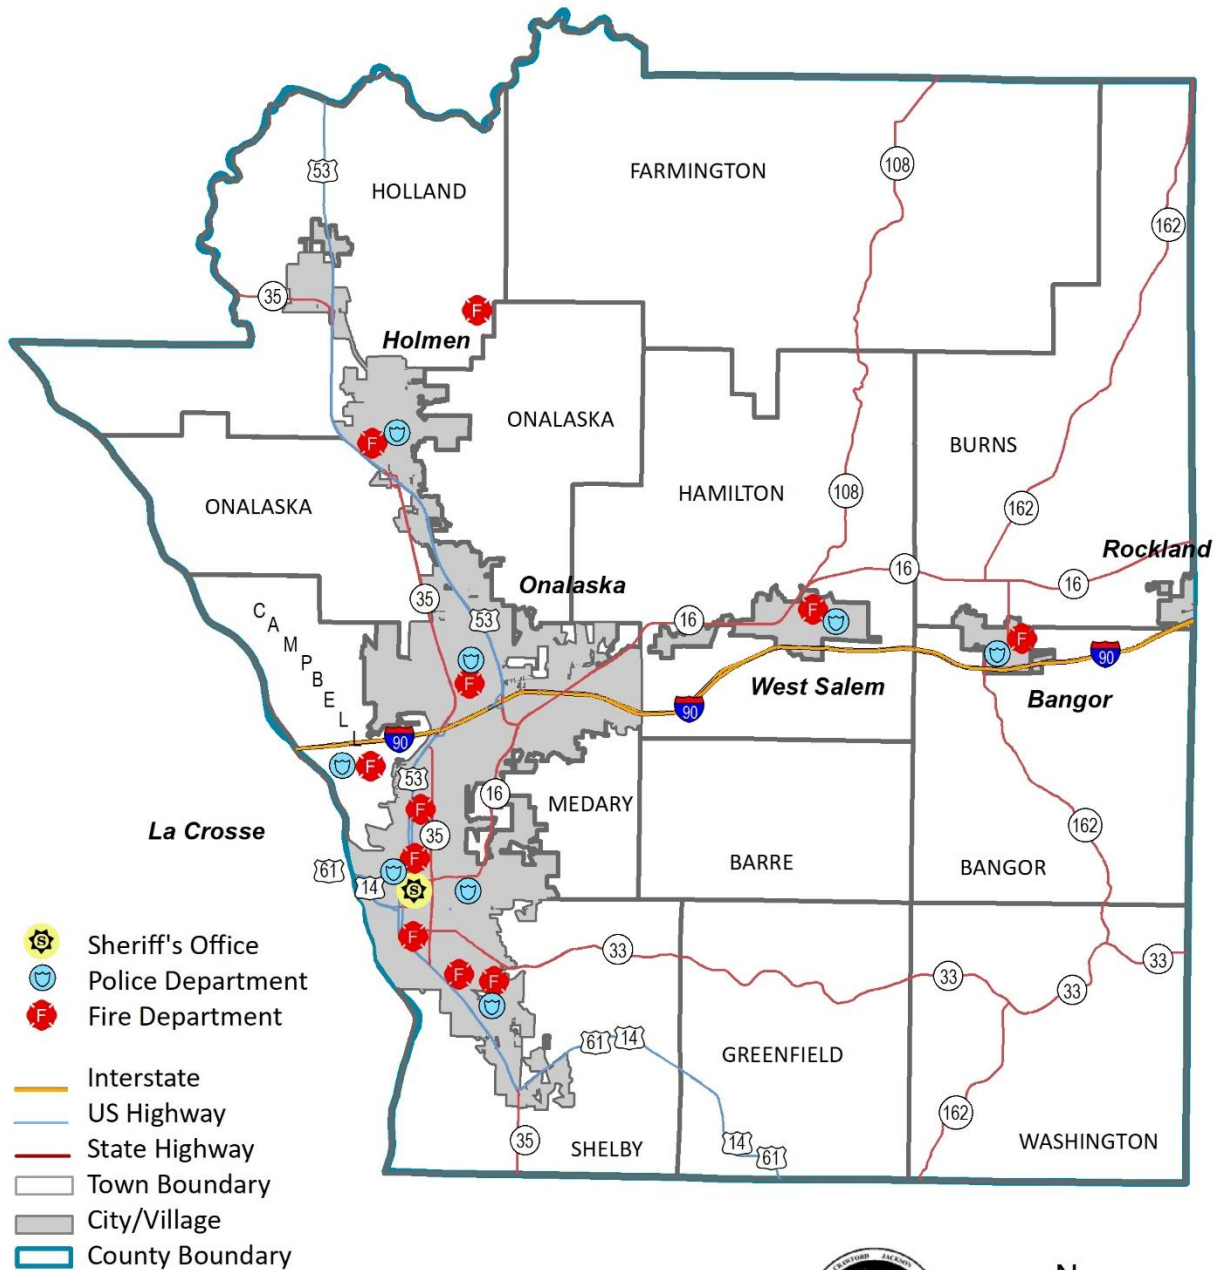 53
HOLLAND
FARMINGTON
108
162
35
F
Holmen
ONALASKA
F
BURNS
ONALASKA
HAMILTON
108
162
Rockland
35
Onalaska
53
16
16
16
F
F
CAMPBELL
F
90
90
West Salem
Bangor
90
F
53
16
MEDARY
F
La Crosse
35
162
61
14
F
S
BARRE
BANGOR
F
33
33
33
33
F
F
S Sheriff's Office
Police Department
F Fire Department
61
14
GREENFIELD
Interstate
US Highway
State Highway
Town Boundary
City/Village
County Boundary
35
SHELBY
14
61
162
WASHINGTON
CRAWFORD JACKSON
N